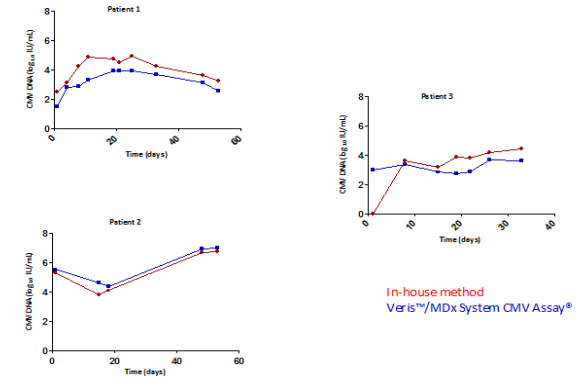 Patient 1
8
6
4
2
0
CMV DNA (log₁₀ IU/mL)
0 20 40 60
Time (days)
Patient 3
8
6
4
2
0
CMV DNA (log₁₀ IU/mL)
0 10 20 30 40
Time (days)
Patient 2
8
6
4
2
0
CMV DNA (log₁₀ IU/mL)
0 20 40 60
Time (days)
In-house method
Veris™/MDx System CMV Assay®